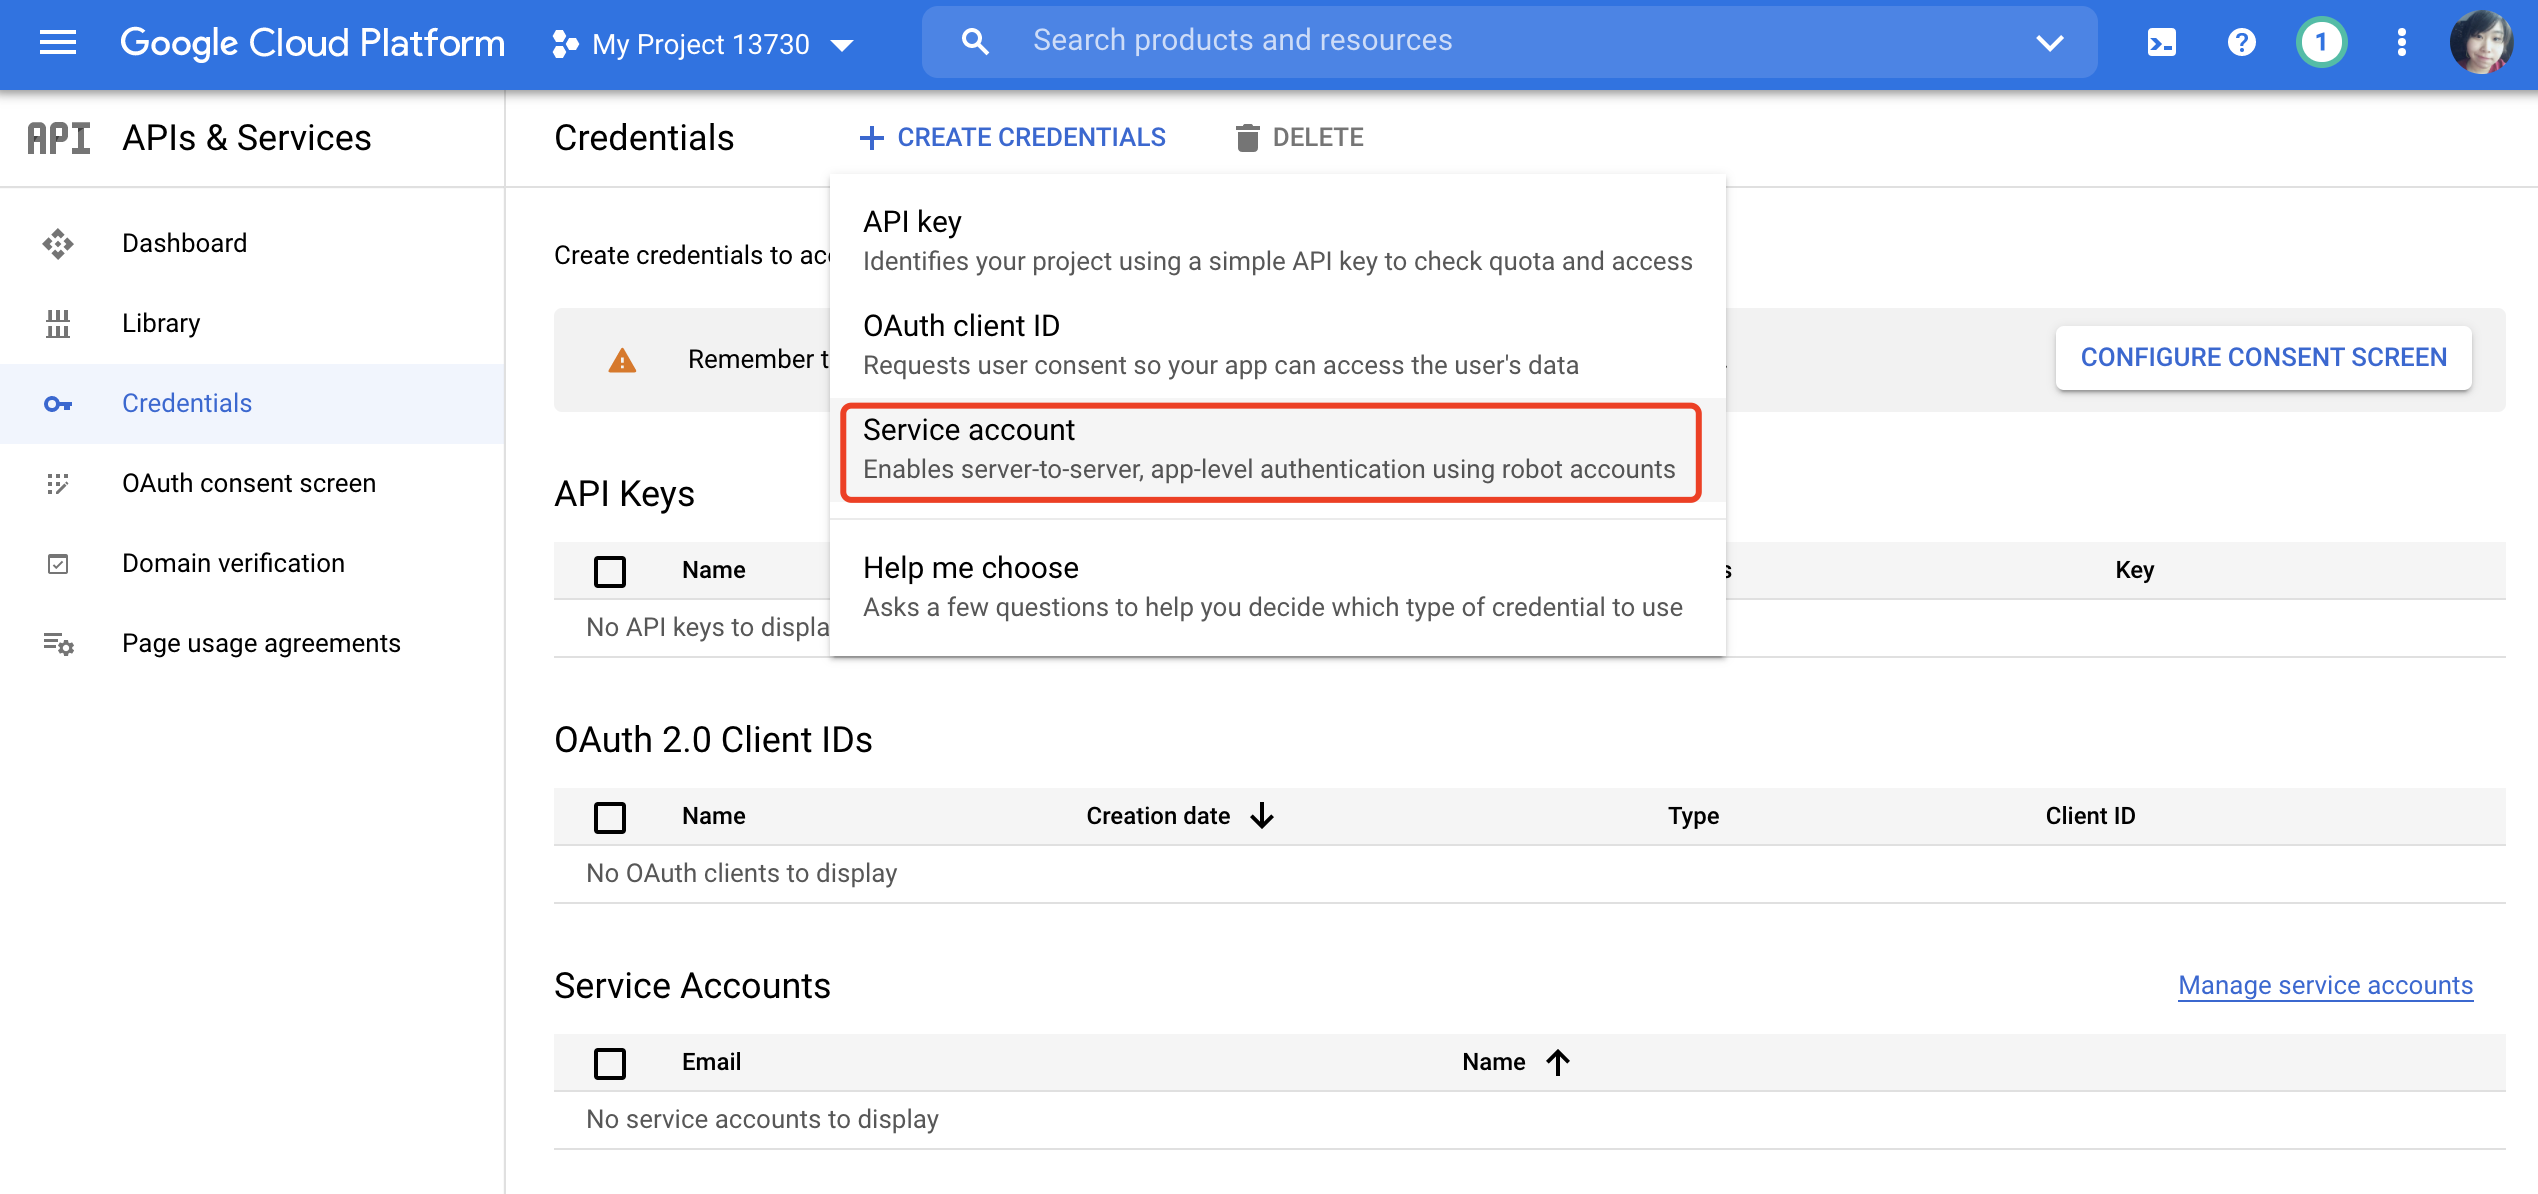 Google Cloud Platform
My Project 13730
Search products and resources
1
API
APIs & Services
Dashboard
Library
Credentials
OAuth consent screen
Domain verification
Page usage agreements
Credentials
+ CREATE CREDENTIALS
DELETE
API key
Identifies your project using a simple API key to check quota and access
OAuth client ID
Requests user consent so your app can access the user's data
Service account
Enables server-to-server, app-level authentication using robot accounts
Help me choose
Asks a few questions to help you decide which type of credential to use
Create credentials to
Remember
CONFIGURE CONSENT SCREEN
API Keys
Name
Key
No API keys to
OAuth 2.0 Client IDs
Name
Creation date
Type
Client ID
No OAuth clients to display
Service Accounts
Manage service accounts
Email
Name
No service accounts to display